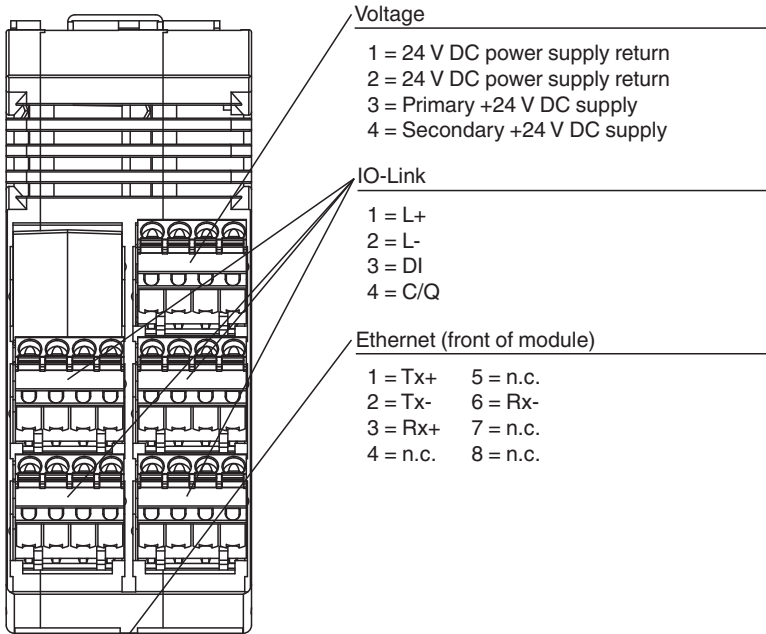 Voltage
1 = 24 V DC power supply return
2 = 24 V DC power supply return
3 = Primary +24 V DC supply
4 = Secondary +24 V DC supply
IO-Link
1 = L+
2 = L-
3 = DI
4 = C/Q
Ethernet (front of module)
1 = Tx+ 5 = n.c.
2 = Tx- 6 = Rx-
3 = Rx+ 7 = n.c.
4 = n.c. 8 = n.c.